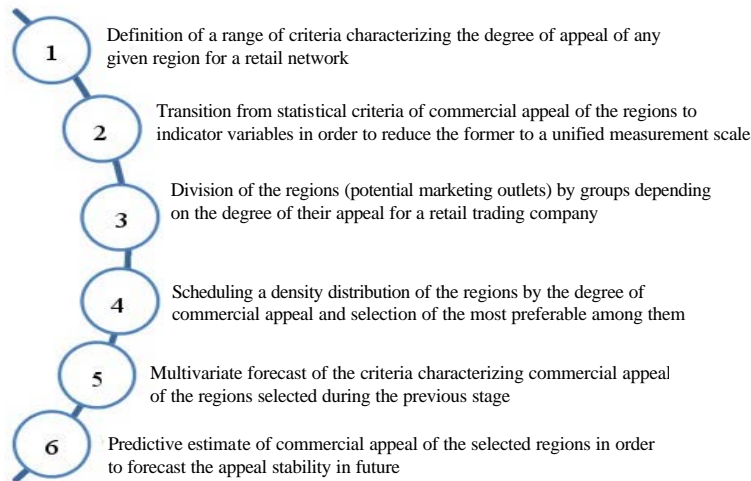 1
Definition of a range of criteria characterizing the degree of appeal of any
given region for a retail network
2
Transition from statistical criteria of commercial appeal of the regions to
indicator variables in order to reduce the former to a unified measurement scale
3
Division of the regions (potential marketing outlets) by groups depending
on the degree of their appeal for a retail trading company
4
Scheduling a density distribution of the regions by the degree of
commercial appeal and selection of the most preferable among them
5
Multivariate forecast of the criteria characterizing commercial appeal
of the regions selected during the previous stage
6
Predictive estimate of commercial appeal of the selected regions in order
to forecast the appeal stability in future